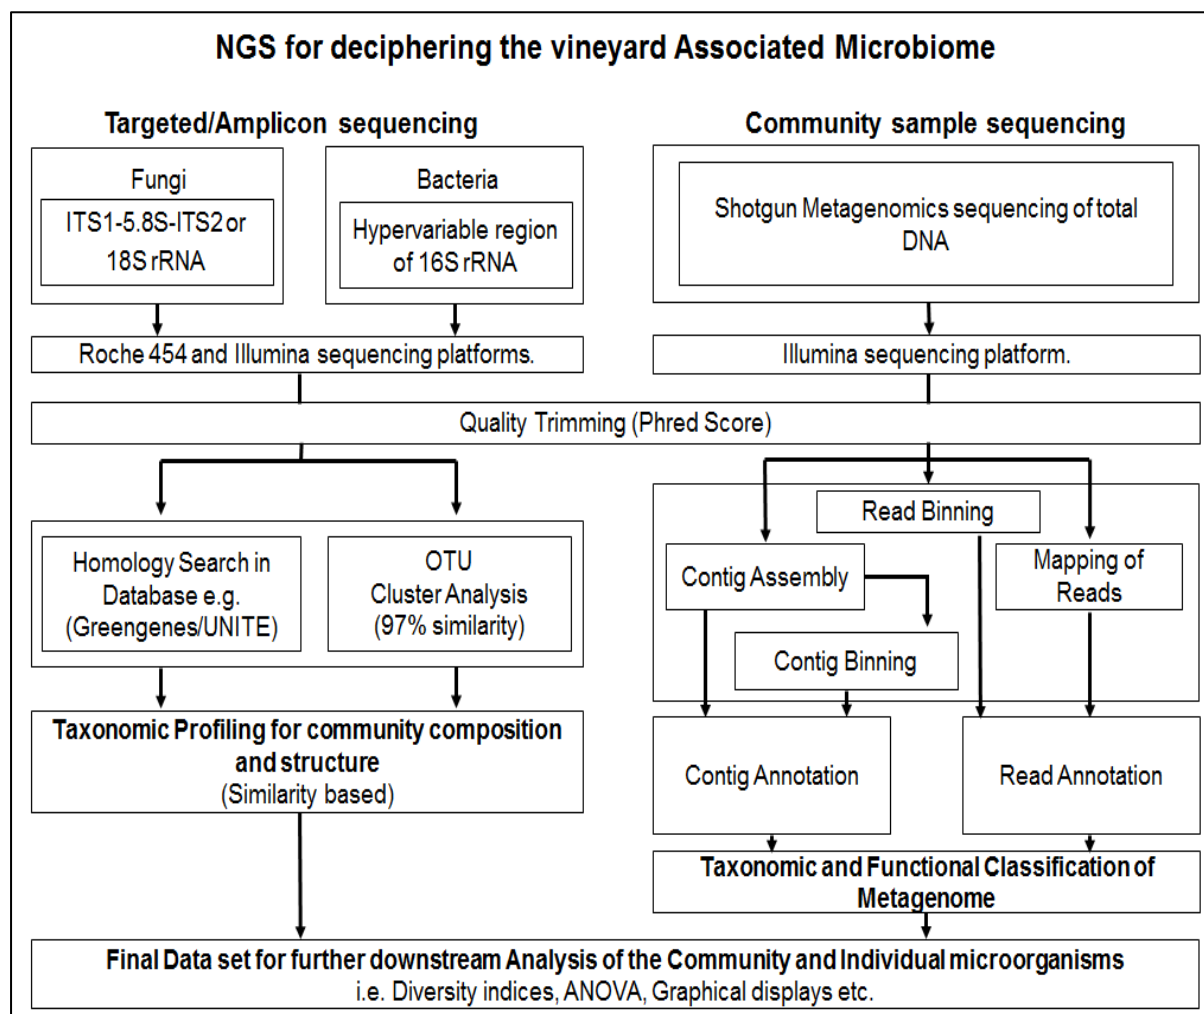 NGS for deciphering the vineyard Associated Microbiome
Targeted/Amplicon sequencing
Fungi
ITS1-5.8S-ITS2 or
18S rRNA
Bacteria
Hypervariable region
of 16S rRNA
Roche 454 and Illumina sequencing platforms.
Community sample sequencing
Shotgun Metagenomics sequencing of total
DNA
Illumina sequencing platform.
Quality Trimming (Phred Score)
Homology Search in
Database e.g.
(Greengenes/UNITE)
OTU
Cluster Analysis
(97% similarity)
Taxonomic Profiling for community composition
and structure
(Similarity based)
Read Binning
Contig Assembly
Mapping of
Reads
Contig Binning
Contig Annotation
Read Annotation
Taxonomic and Functional Classification of
Metagenome
Final Data set for further downstream Analysis of the Community and Individual microorganisms
i.e. Diversity indices, ANOVA, Graphical displays etc.